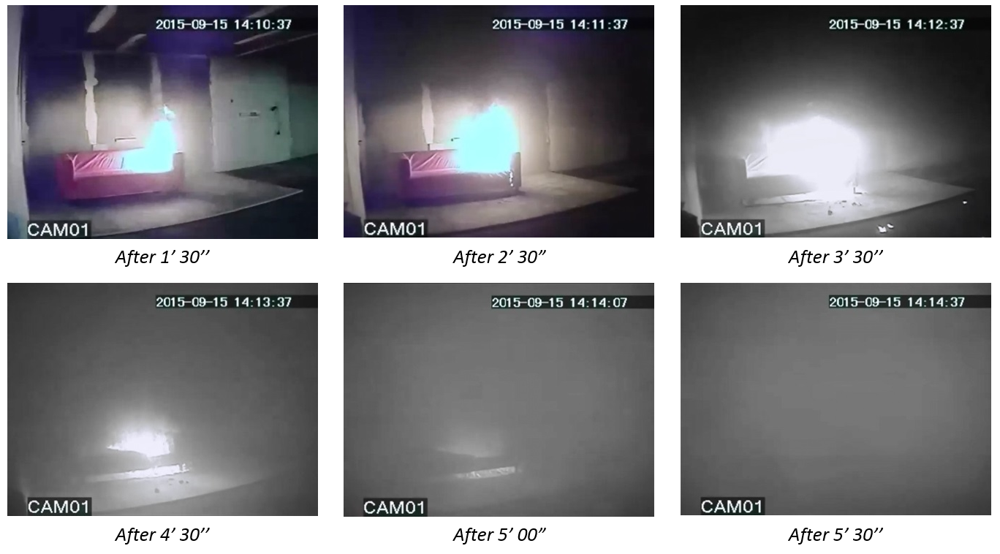 2015-09-15 14:10:37
CAM01
After 1’ 30’’
2015-09-15 14:11:37
CAM01
After 2’ 30”
2015-09-15 14:12:37
CAM01
After 3’ 30’’
2015-09-15 14:13:37
CAM01
After 4’ 30’’
2015-09-15 14:14:07
CAM01
After 5’ 00”
2015-09-15 14:14:37
CAM01
After 5’ 30’’